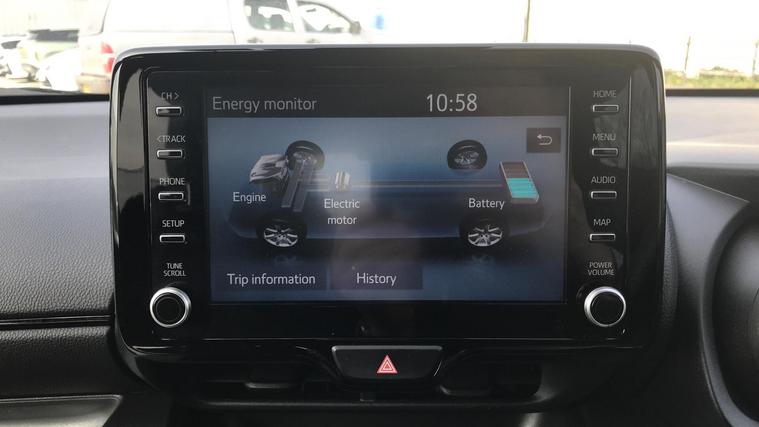 CH >
< TRACK
PHONE
SETUP
TUNE
SCROLL
Energy monitor 10:58
Engine
Electric
motor
Battery
Trip information
History
HOME
MENU
AUDIO
MAP
POWER
VOLUME